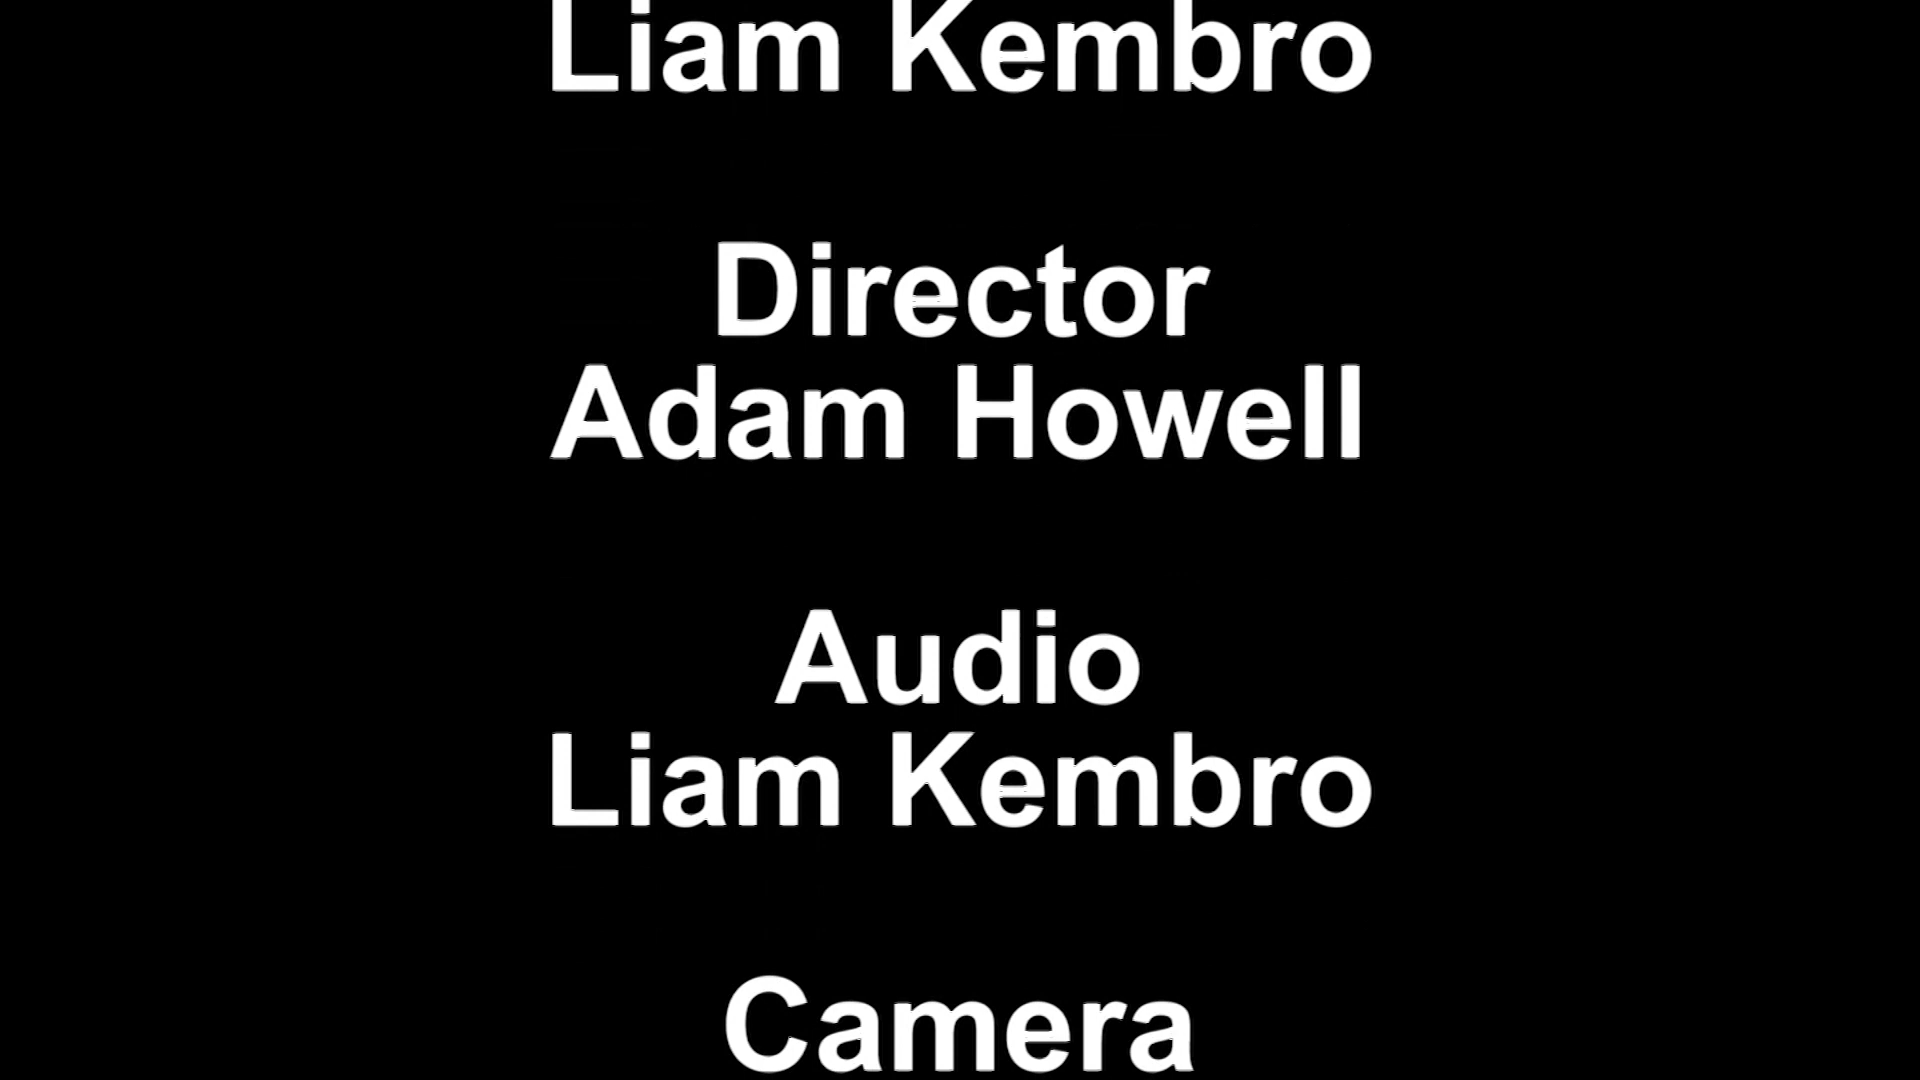 Liam Kembro
Director
Adam Howell
Audio
Liam Kembro
Camera